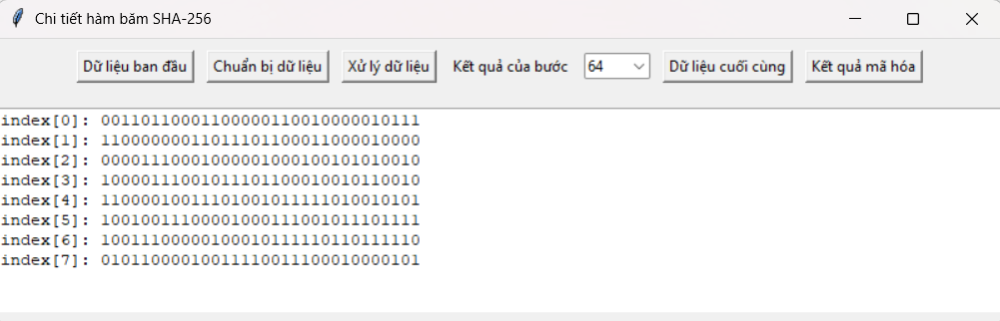 Chi tiết hàm băm SHA-256
Dữ liệu ban đầu Chuẩn bị dữ liệu Xử lý dữ liệu Kết quả của bước 64 Dữ liệu cuối cùng Kết quả mã hóa
index[0]: 00110110001100000110010000010111
index[1]: 11000000011011101100011000010000
index[2]: 00001110001000001000100101010010
index[3]: 10000111001011101100010010110010
index[4]: 11000010011101001011111010010101
index[5]: 10010011100001000111001011101111
index[6]: 10011100000100010111110110111110
index[7]: 01011000010011110011100010000101